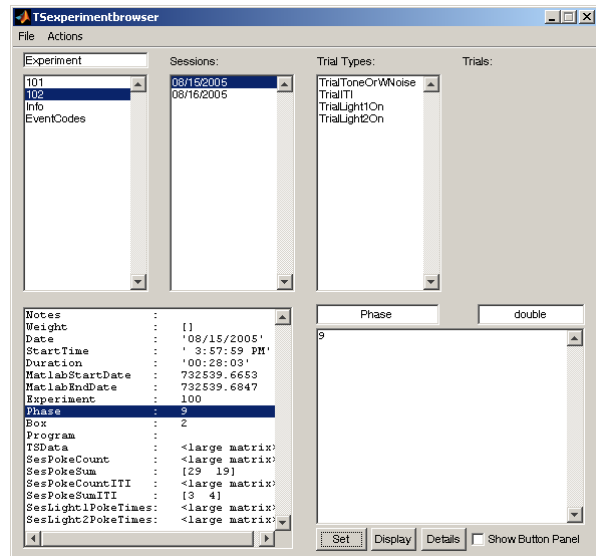 TSexperimentbrowser
File Actions
Experiment Sessions: Trial Types: Trials:
101
102
Info
EventCodes
08/15/2005
08/16/2005
TrialToneOrWNoise
TrialITI
TrialLight1On
TrialLight2On
Notes :
Weight : []
Date : '08/15/2005'
StartTime : ' 3:57:59 PM'
Duration : '00:28:03'
MatlabStartDate : 732539.6653
MatlabEndDate : 732539.6847
Experiment : 100
Phase : 9
Box : 2
Program :
TSData : <large matrix>
SesPokeCount : <large matrix>
SesPokeSum : [29 19]
SesPokeCountITI : <large matrix>
SesPokeSumITI : [3 4]
SesLight1PokeTimes: <large matrix>
SesLight2PokeTimes: <large matrix>
Phase double
9
Set Display Details Show Button Panel